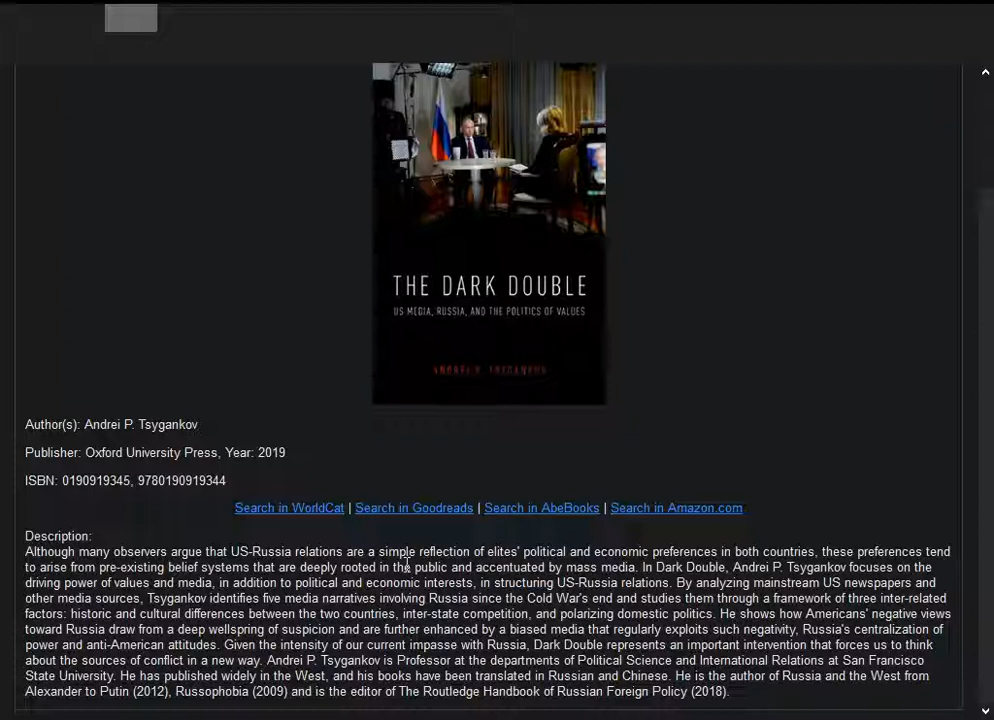 THE DARK DOUBLE
US MEDIA, RUSSIA, AND THE POLITICS OF VALUES
ANDREI P. TSYGANKOV
Author(s): Andrei P. Tsygankov
Publisher: Oxford University Press, Year: 2019
ISBN: 0190919345, 9780190919344
Search in WorldCat | Search in Goodreads | Search in AbeBooks | Search in Amazon.com
Description:
Although many observers argue that US-Russia relations are a simple reflection of elites' political and economic preferences in both countries, these preferences tend
to arise from pre-existing belief systems that are deeply rooted in the public and accentuated by mass media. In Dark Double, Andrei P. Tsygankov focuses on the
driving power of values and media, in addition to political and economic interests, in structuring US-Russia relations. By analyzing mainstream US newspapers and
other media sources, Tsygankov identifies five media narratives involving Russia since the Cold War's end and studies them through a framework of three inter-related
factors: historic and cultural differences between the two countries, inter-state competition, and polarizing domestic politics. He shows how Americans' negative views
toward Russia draw from a deep wellspring of suspicion and are further enhanced by a biased media that regularly exploits such negativity, Russia's centralization of
power and anti-American attitudes. Given the intensity of our current impasse with Russia, Dark Double represents an important intervention that forces us to think
about the sources of conflict in a new way. Andrei P. Tsygankov is Professor at the departments of Political Science and International Relations at San Francisco
State University. He has published widely in the West, and his books have been translated in Russian and Chinese. He is the author of Russia and the West from
Alexander to Putin (2012), Russophobia (2009) and is the editor of The Routledge Handbook of Russian Foreign Policy (2018).